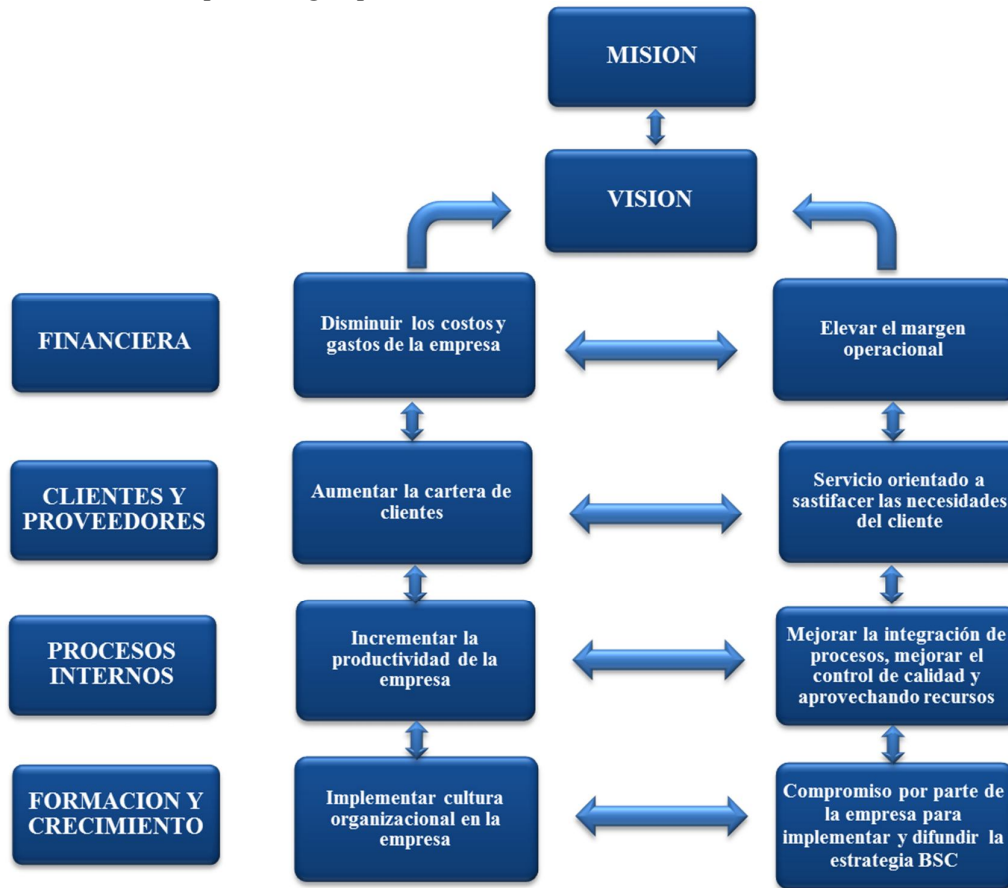 MISION
VISION
FINANCIERA
Disminuir los costos y
gastos de la empresa
Elevar el margen
operacional
CLIENTES Y
PROVEEDORES
Aumentar la cartera de
clientes
Servicio orientado a
sastifacer las necesidades
del cliente
PROCESOS
INTERNOS
Incrementar la
productividad de la
empresa
Mejorar la integración de
procesos, mejorar el
control de calidad y
aprovechando recursos
FORMACION Y
CRECIMIENTO
Implementar cultura
organizacional en la
empresa
Compromiso por parte de
la empresa para
implementar y difundir la
estrategia BSC